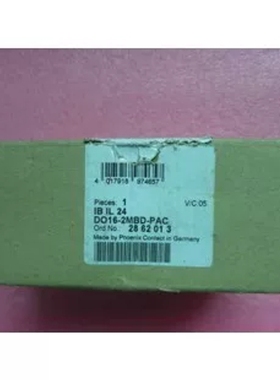 4 017918 974657
Pieces: 1 V/C:05
IB IL 24
DO16-2MBD-PAC
Ord No.: 28 62 01 3
Made by Phoenix Contact in Germany